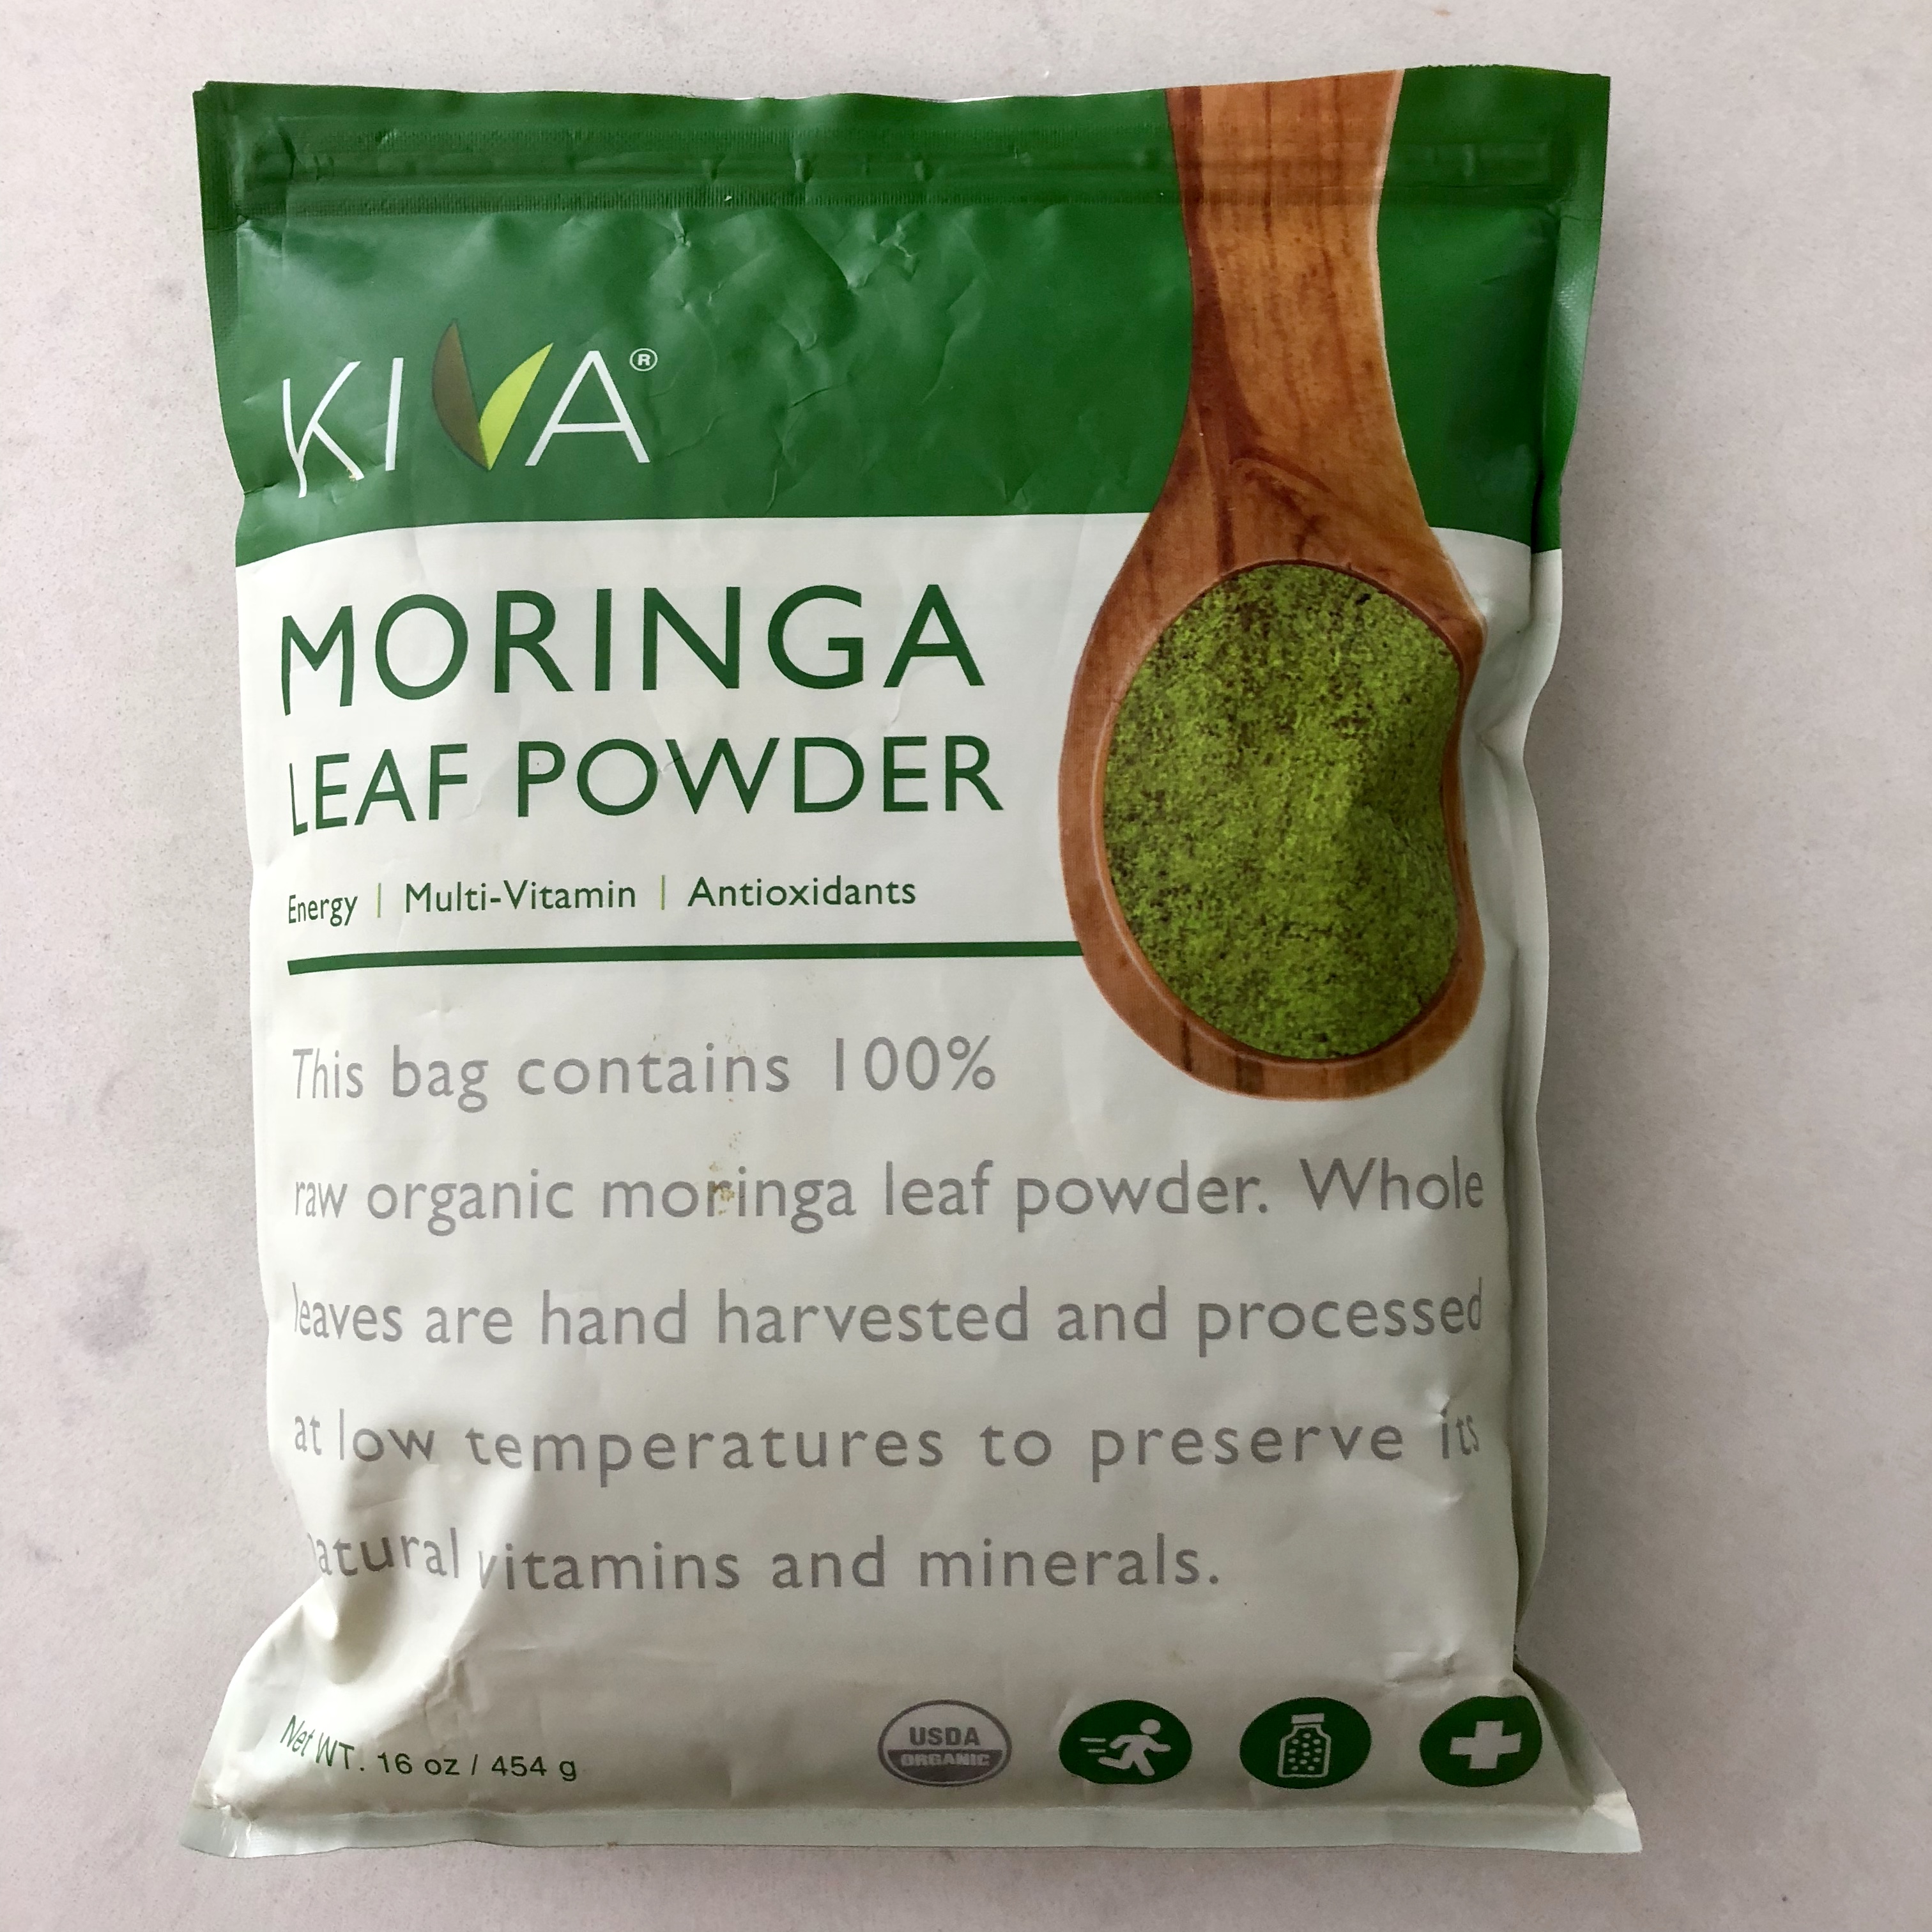 KIVA®
MORINGA
LEAF POWDER
Energy | Multi-Vitamin | Antioxidants
This bag contains 100%
raw organic moringa leaf powder. Whole
leaves are hand harvested and processed
at low temperatures to preserve its
natural vitamins and minerals.
Net WT. 16 oz / 454 g
USDA
ORGANIC